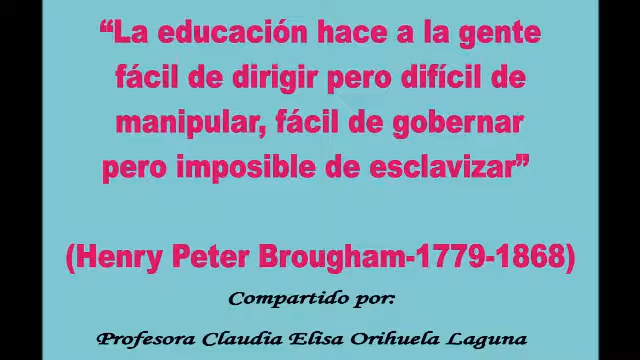 “La educación hace a la gente
fácil de dirigir pero difícil de
manipular, fácil de gobernar
pero imposible de esclavizar”
(Henry Peter Brougham-1779-1868)
Compartido por:
Profesora Claudia Elisa Orihuela Laguna